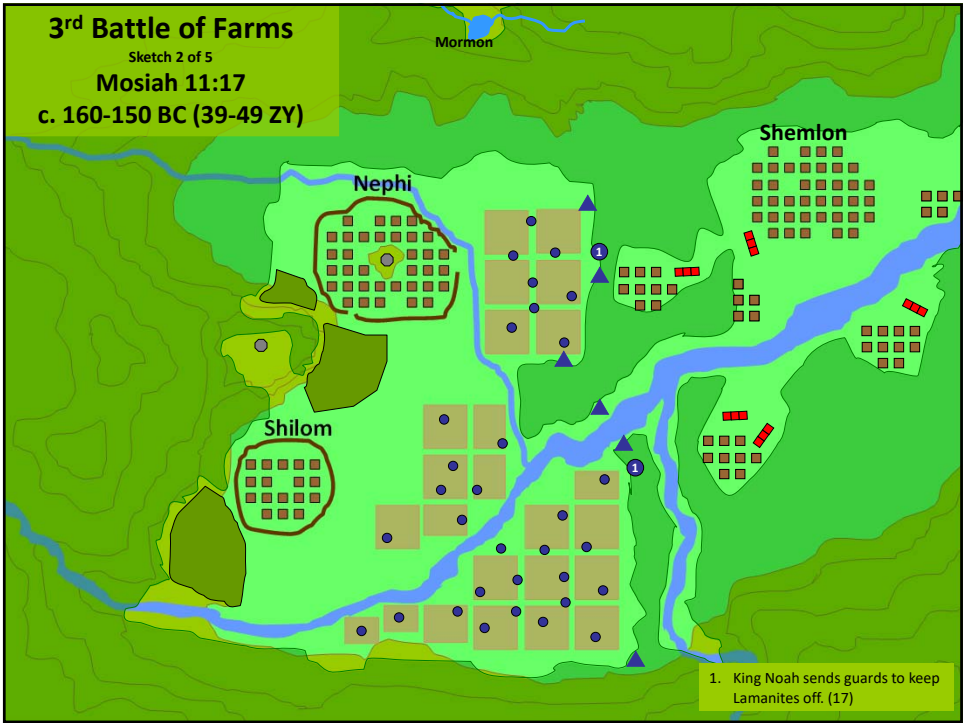 3rd Battle of Farms
Sketch 2 of 5
Mosiah 11:17
c. 160-150 BC (39-49 ZY)
Mormon
Shemlon
Nephi
1
Shilom
1
1. King Noah sends guards to keep
Lamanites off. (17)